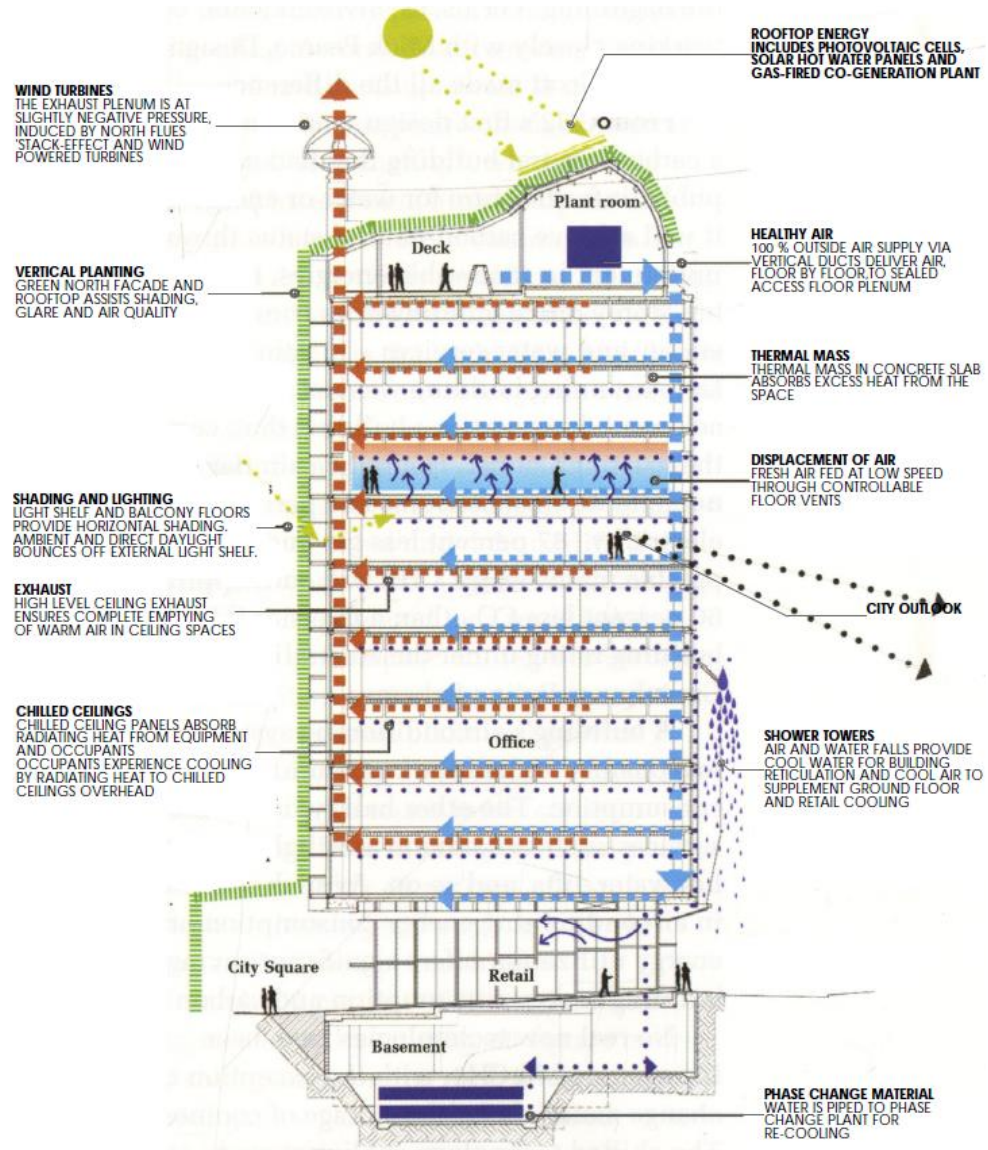 ROOFTOP ENERGY
INCLUDES PHOTOVOLTAIC CELLS,
SOLAR HOT WATER PANELS AND
GAS-FIRED CO-GENERATION PLANT
WIND TURBINES
THE EXHAUST PLENUM IS AT
SLIGHTLY NEGATIVE PRESSURE,
INDUCED BY NORTH FLUES
'STACK-EFFECT AND WIND
POWERED TURBINES
Plant room
Deck
HEALTHY AIR
100 % OUTSIDE AIR SUPPLY VIA
VERTICAL DUCTS DELIVER AIR,
FLOOR BY FLOOR,TO SEALED
ACCESS FLOOR PLENUM
VERTICAL PLANTING
GREEN NORTH FACADE AND
ROOFTOP ASSISTS SHADING,
GLARE AND AIR QUALITY
THERMAL MASS
THERMAL MASS IN CONCRETE SLAB
ABSORBS EXCESS HEAT FROM THE
SPACE
DISPLACEMENT OF AIR
FRESH AIR FED AT LOW SPEED
THROUGH CONTROLLABLE
FLOOR VENTS
SHADING AND LIGHTING
LIGHT SHELF AND BALCONY FLOORS
PROVIDE HORIZONTAL SHADING.
AMBIENT AND DIRECT DAYLIGHT
BOUNCES OFF EXTERNAL LIGHT SHELF.
EXHAUST
HIGH LEVEL CEILING EXHAUST
ENSURES COMPLETE EMPTYING
OF WARM AIR IN CEILING SPACES
CITY OUTLOOK
CHILLED CEILINGS
CHILLED CEILING PANELS ABSORB
RADIATING HEAT FROM EQUIPMENT
AND OCCUPANTS
OCCUPANTS EXPERIENCE COOLING
BY RADIATING HEAT TO CHILLED
CEILINGS OVERHEAD
Office
SHOWER TOWERS
AIR AND WATER FALLS PROVIDE
COOL WATER FOR BUILDING
RETICULATION AND COOL AIR TO
SUPPLEMENT GROUND FLOOR
AND RETAIL COOLING
City Square
Retail
Basement
PHASE CHANGE MATERIAL
WATER IS PIPED TO PHASE
CHANGE PLANT FOR
RE-COOLING